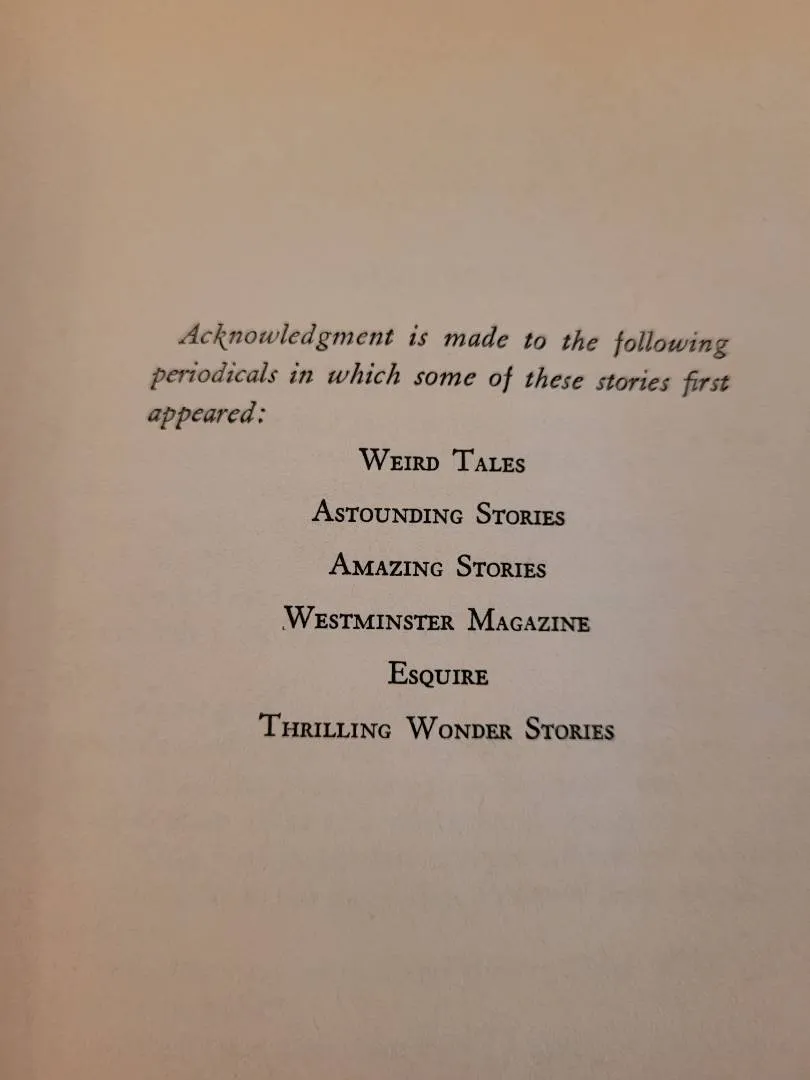 Acknowledgment is made to the following
periodicals in which some of these stories first
appeared:
Weird Tales
Astounding Stories
Amazing Stories
Westminster Magazine
Esquire
Thrilling Wonder Stories